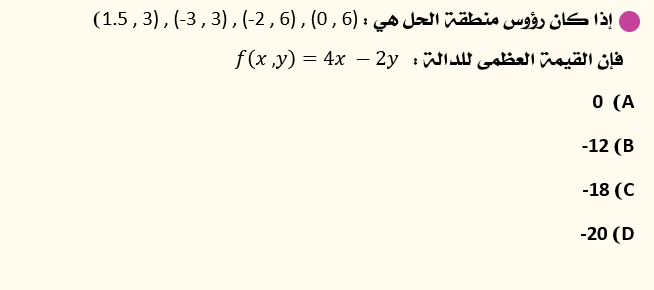 إذا كان رؤوس منطقة الحل هي : (0 , 6) , (-2 , 6) , (-3 , 3) , (1.5 , 3)
فإن القيمة العظمى للدالة : f(x ,y) = 4x − 2y
A) 0
B) -12
C) -18
D) -20